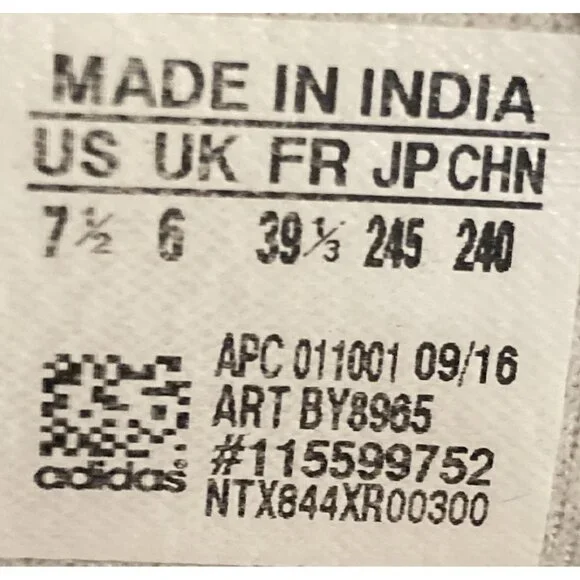 MADE IN INDIA
US UK FR JP CHN
7½ 6 39⅓ 245 240
APC 011001 09/16
ART BY8965
#115599752
adidas
NTX844XR00300